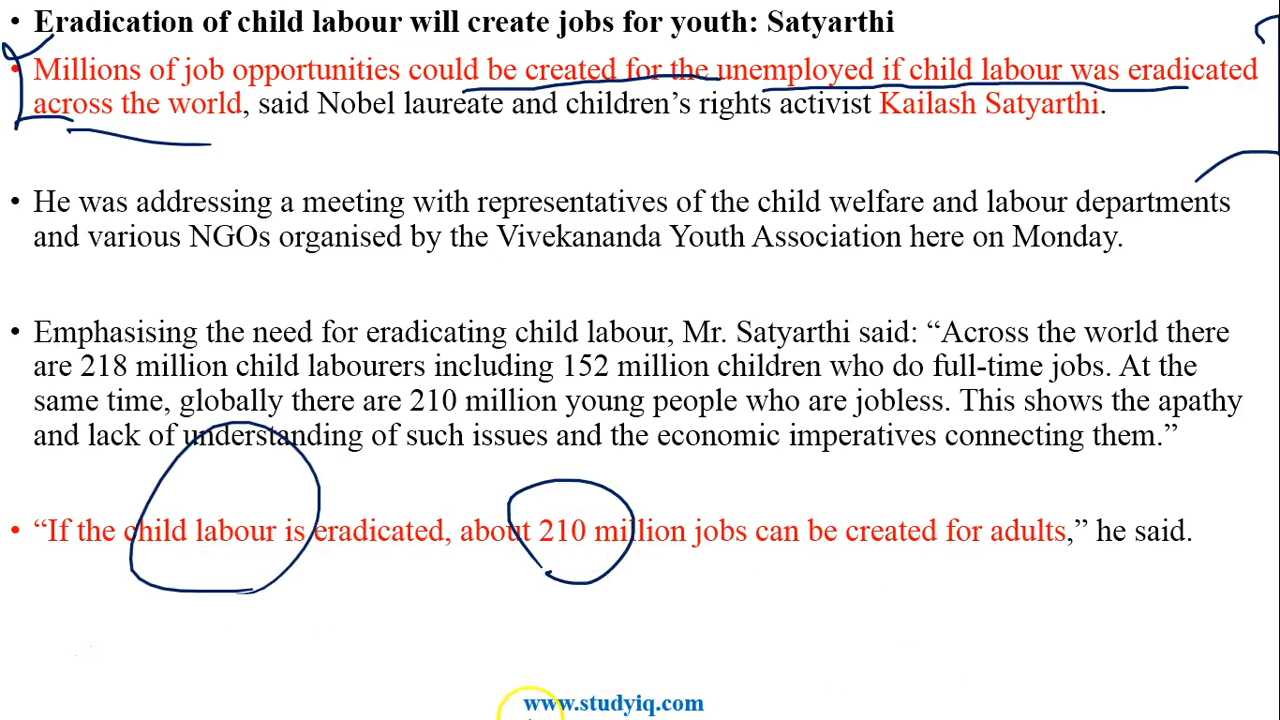 • Eradication of child labour will create jobs for youth: Satyarthi
• Millions of job opportunities could be created for the unemployed if child labour was eradicated
across the world, said Nobel laureate and children’s rights activist Kailash Satyarthi.
• He was addressing a meeting with representatives of the child welfare and labour departments
and various NGOs organised by the Vivekananda Youth Association here on Monday.
• Emphasising the need for eradicating child labour, Mr. Satyarthi said: “Across the world there
are 218 million child labourers including 152 million children who do full-time jobs. At the
same time, globally there are 210 million young people who are jobless. This shows the apathy
and lack of understanding of such issues and the economic imperatives connecting them.”
• “If the child labour is eradicated, about 210 million jobs can be created for adults,” he said.
www.studyiq.com